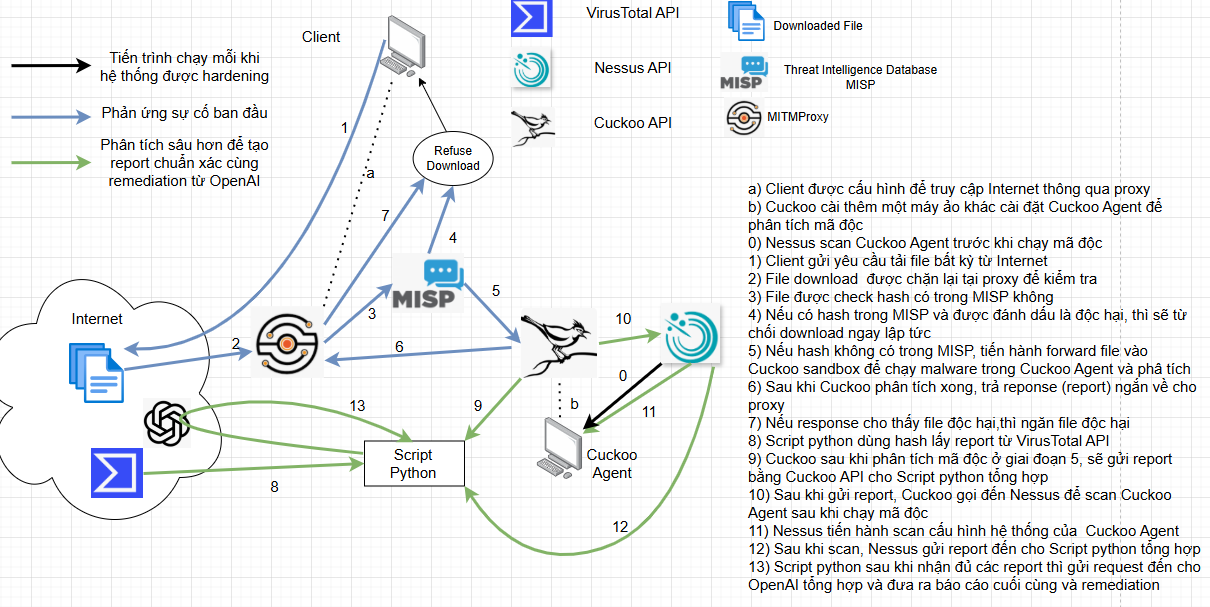 Client
VirusTotal API
Downloaded File
Tiến trình chạy mỗi khi
hệ thống được hardening
Nessus API
MISP
Threat Intelligence Database
MISP
Phản ứng sự cố ban đầu
Cuckoo API
MITMProxy
1
Phân tích sâu hơn để tạo
report chuẩn xác cùng
remediation từ OpenAI
Refuse
Download
a
7
4
MISP
5
3
Internet
2
6
10
0
b
11
13
9
Script
Python
Cuckoo
Agent
8
12
a) Client được cấu hình để truy cập Internet thông qua proxy
b) Cuckoo cài thêm một máy ảo khác cài đặt Cuckoo Agent để
phân tích mã độc
0) Nessus scan Cuckoo Agent trước khi chạy mã độc
1) Client gửi yêu cầu tải file bất kỳ từ Internet
2) File download được chặn lại tại proxy để kiểm tra
3) File được check hash có trong MISP không
4) Nếu có hash trong MISP và được đánh dấu là độc hại, thì sẽ từ
chối download ngay lập tức
5) Nếu hash không có trong MISP, tiến hành forward file vào
Cuckoo sandbox để chạy malware trong Cuckoo Agent và phâ tích
6) Sau khi Cuckoo phân tích xong, trả reponse (report) ngắn về cho
proxy
7) Nếu response cho thấy file độc hại,thì ngăn file độc hại
8) Script python dùng hash lấy report từ VirusTotal API
9) Cuckoo sau khi phân tích mã độc ở giai đoạn 5, sẽ gửi report
bằng Cuckoo API cho Script python tổng hợp
10) Sau khi gửi report, Cuckoo gọi đến Nessus để scan Cuckoo
Agent sau khi chạy mã độc
11) Nessus tiến hành scan cấu hình hệ thống của Cuckoo Agent
12) Sau khi scan, Nessus gửi report đến cho Script python tổng hợp
13) Script python sau khi nhận đủ các report thì gửi request đến cho
OpenAI tổng hợp và đưa ra báo cáo cuối cùng và remediation